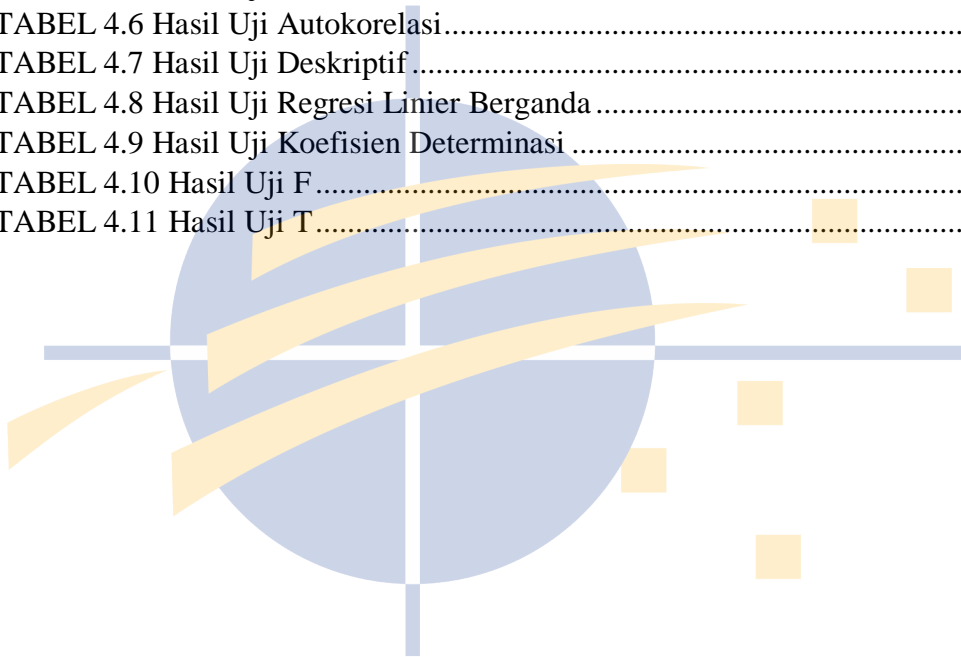 TABEL 4.6 Hasil Uji Autokorelasi...........................................................................
TABEL 4.7 Hasil Uji Deskriptif................................................................................
TABEL 4.8 Hasil Uji Regresi Linier Berganda.....................................................
TABEL 4.9 Hasil Uji Koefisien Determinasi........................................................
TABEL 4.10 Hasil Uji F...............................................................................................
TABEL 4.11 Hasil Uji T...............................................................................................